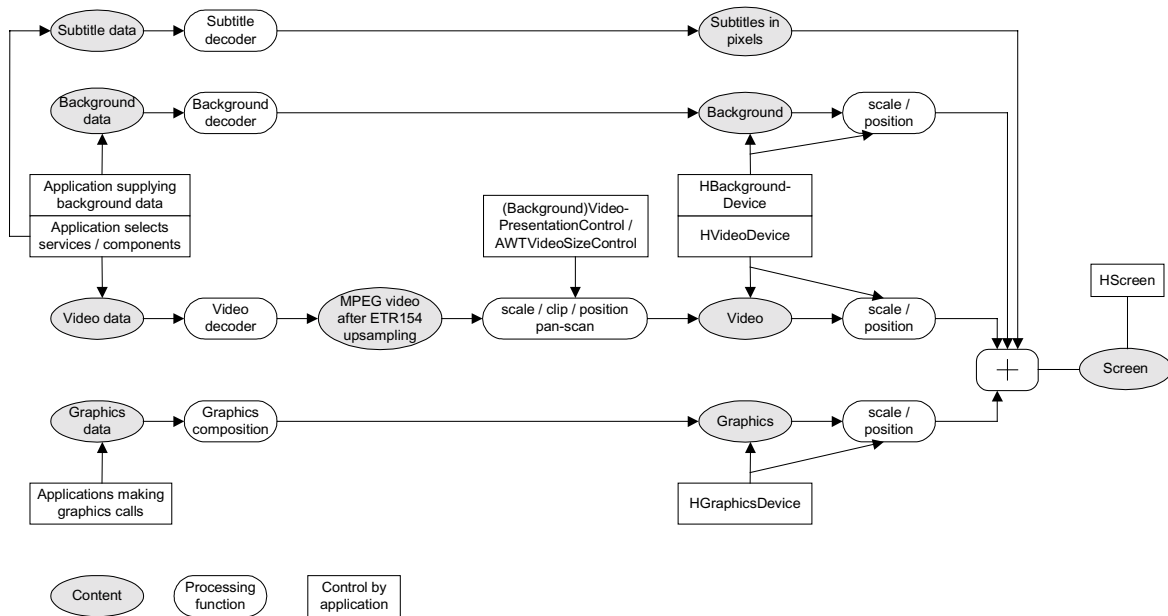 Subtitle data
Subtitle
decoder
Subtitles in
pixels
Background
data
Background
decoder
Background
scale /
position
Application supplying
background data
Application selects
services / components
(Background)Video-
PresentationControl /
AWTVideoSizeControl
HBackground-
Device
HVideoDevice
HScreen
Video data
Video
decoder
MPEG video
after ETR154
upsampling
scale / clip / position
pan-scan
Video
scale /
position
+
Screen
Graphics
data
Graphics
composition
Graphics
scale /
position
Applications making
graphics calls
HGraphicsDevice
Content
Processing
function
Control by
application